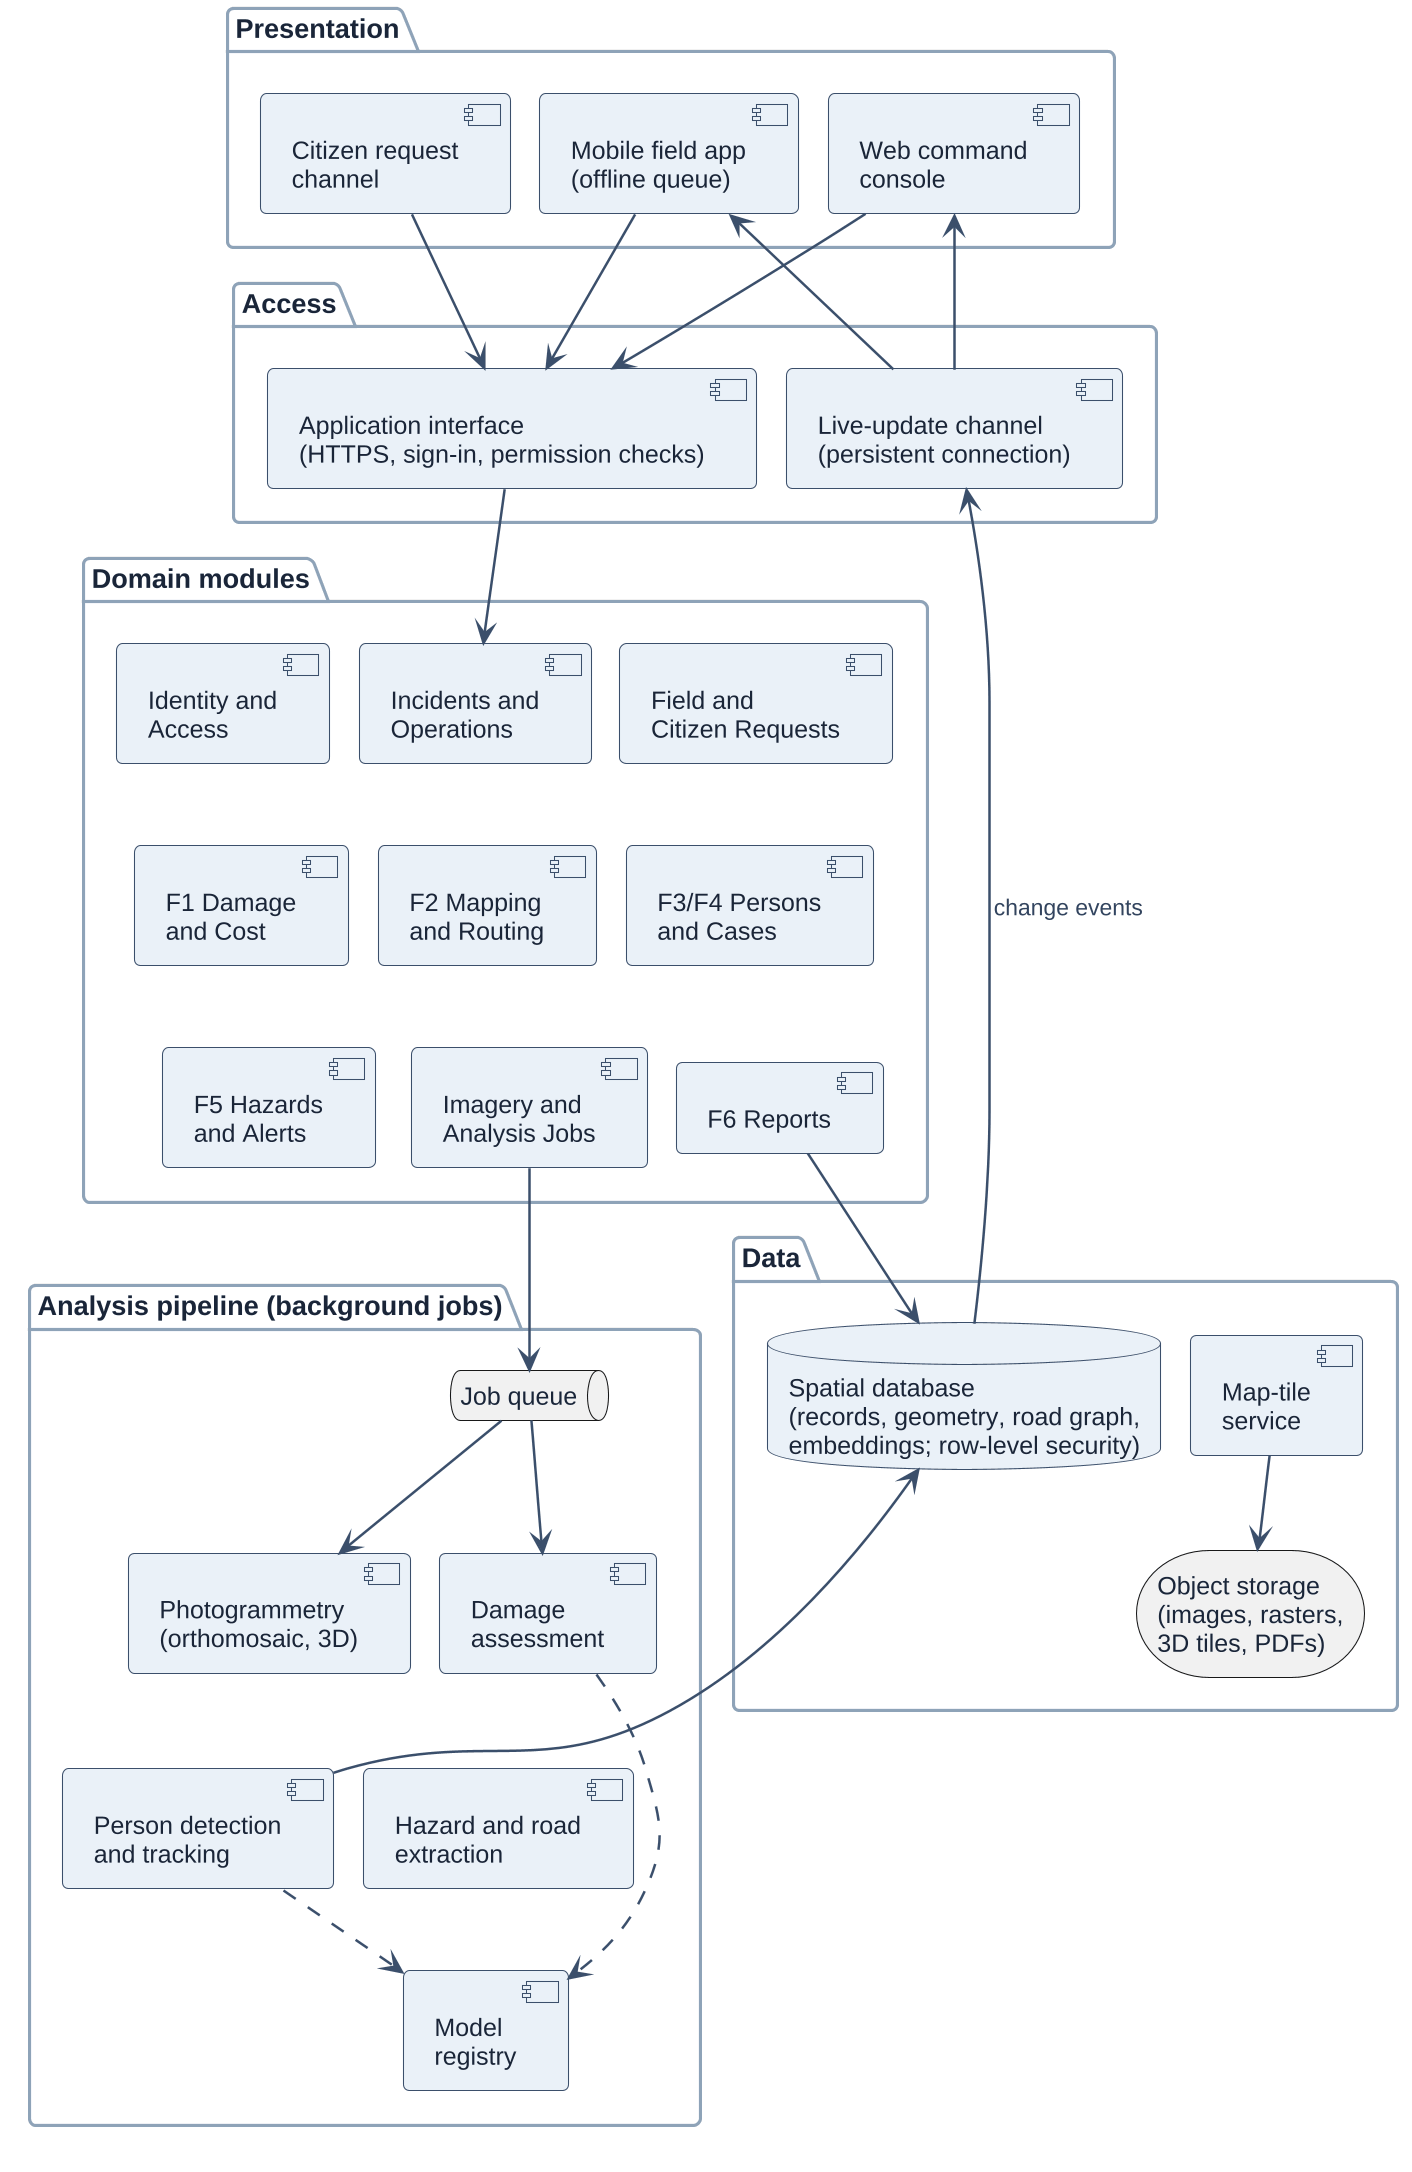 Presentation
Citizen request
channel
Mobile field app
(offline queue)
Web command
console
Access
Application interface
(HTTPS, sign-in, permission checks)
Live-update channel
(persistent connection)
Domain modules
Identity and
Access
Incidents and
Operations
Field and
Citizen Requests
F1 Damage
and Cost
F2 Mapping
and Routing
F3/F4 Persons
and Cases
change events
F5 Hazards
and Alerts
Imagery and
Analysis Jobs
F6 Reports
Data
Spatial database
(records, geometry, road graph,
embeddings; row-level security)
Map-tile
service
Object storage
(images, rasters,
3D tiles, PDFs)
Analysis pipeline (background jobs)
Job queue
Photogrammetry
(orthomosaic, 3D)
Damage
assessment
Person detection
and tracking
Hazard and road
extraction
Model
registry